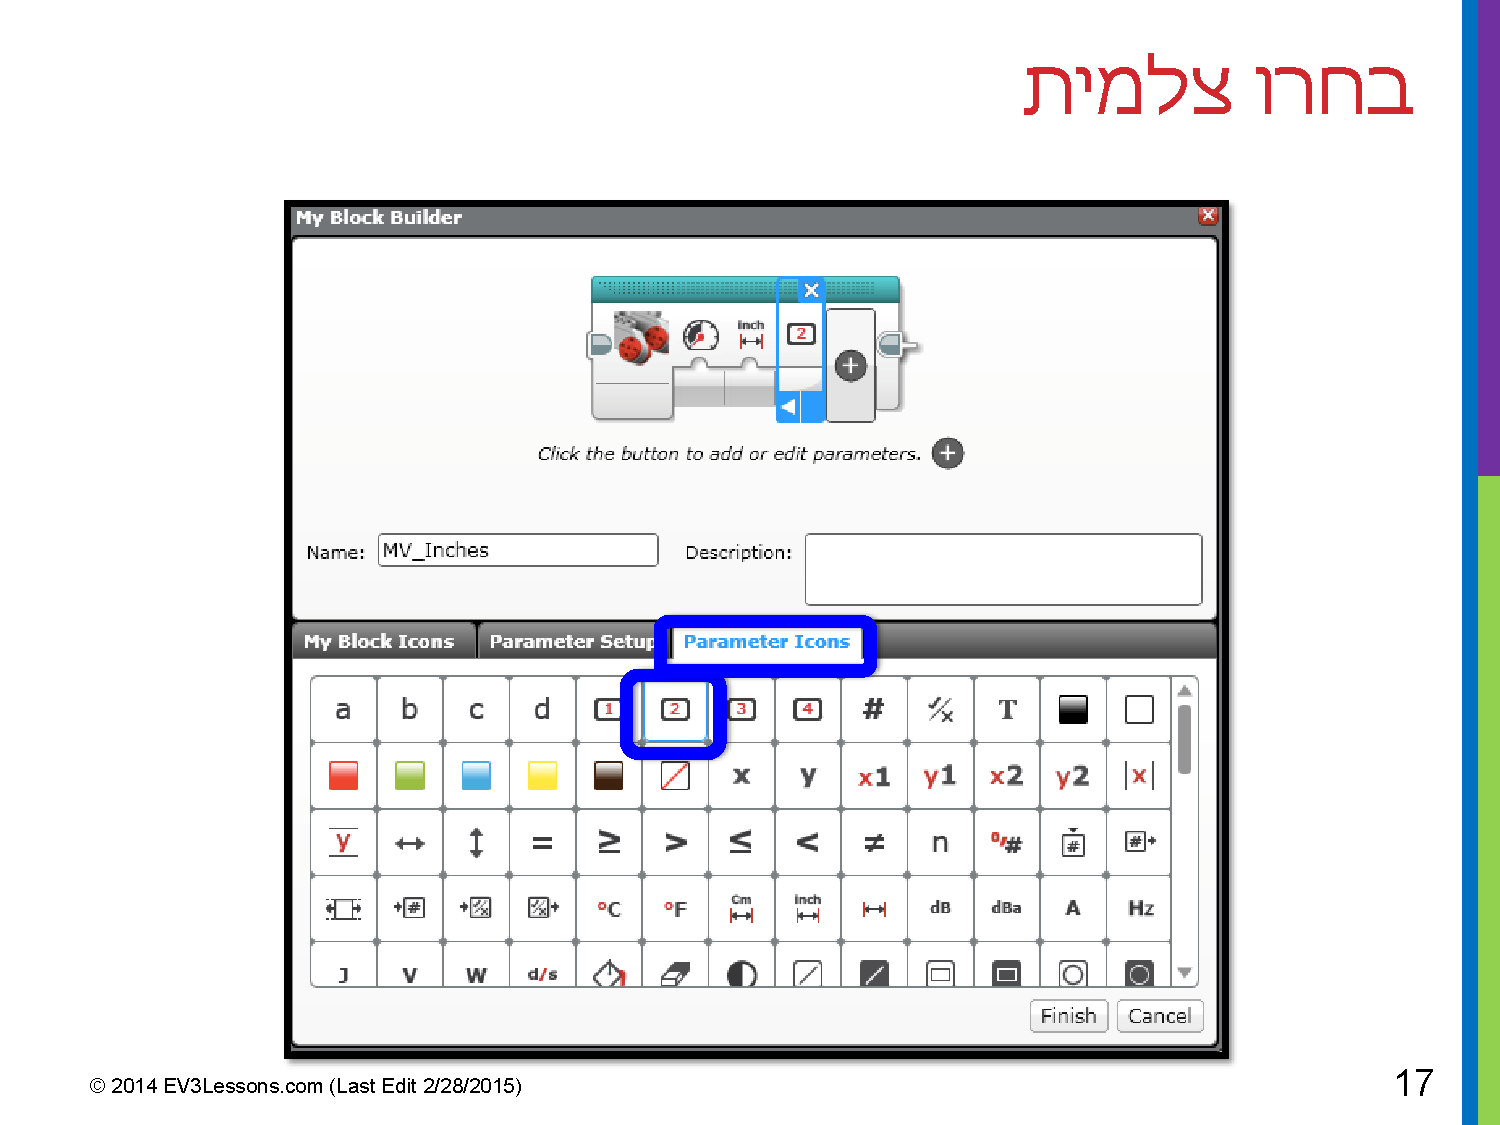 בחרו צלמית
My Block Builder
inch
2
Click the button to add or edit parameters.
Name: MV_Inches Description:
My Block Icons Parameter Setup Parameter Icons
a b c d 1 2 3 4 # T
x y x1 y1 x2 y2 |x|
y = ≥ > ≤ < ≠ n 0/# # #
# °C °F Cm inch dB dBa A Hz
J V W d/s
Finish Cancel
© 2014 EV3Lessons.com (Last Edit 2/28/2015)
17